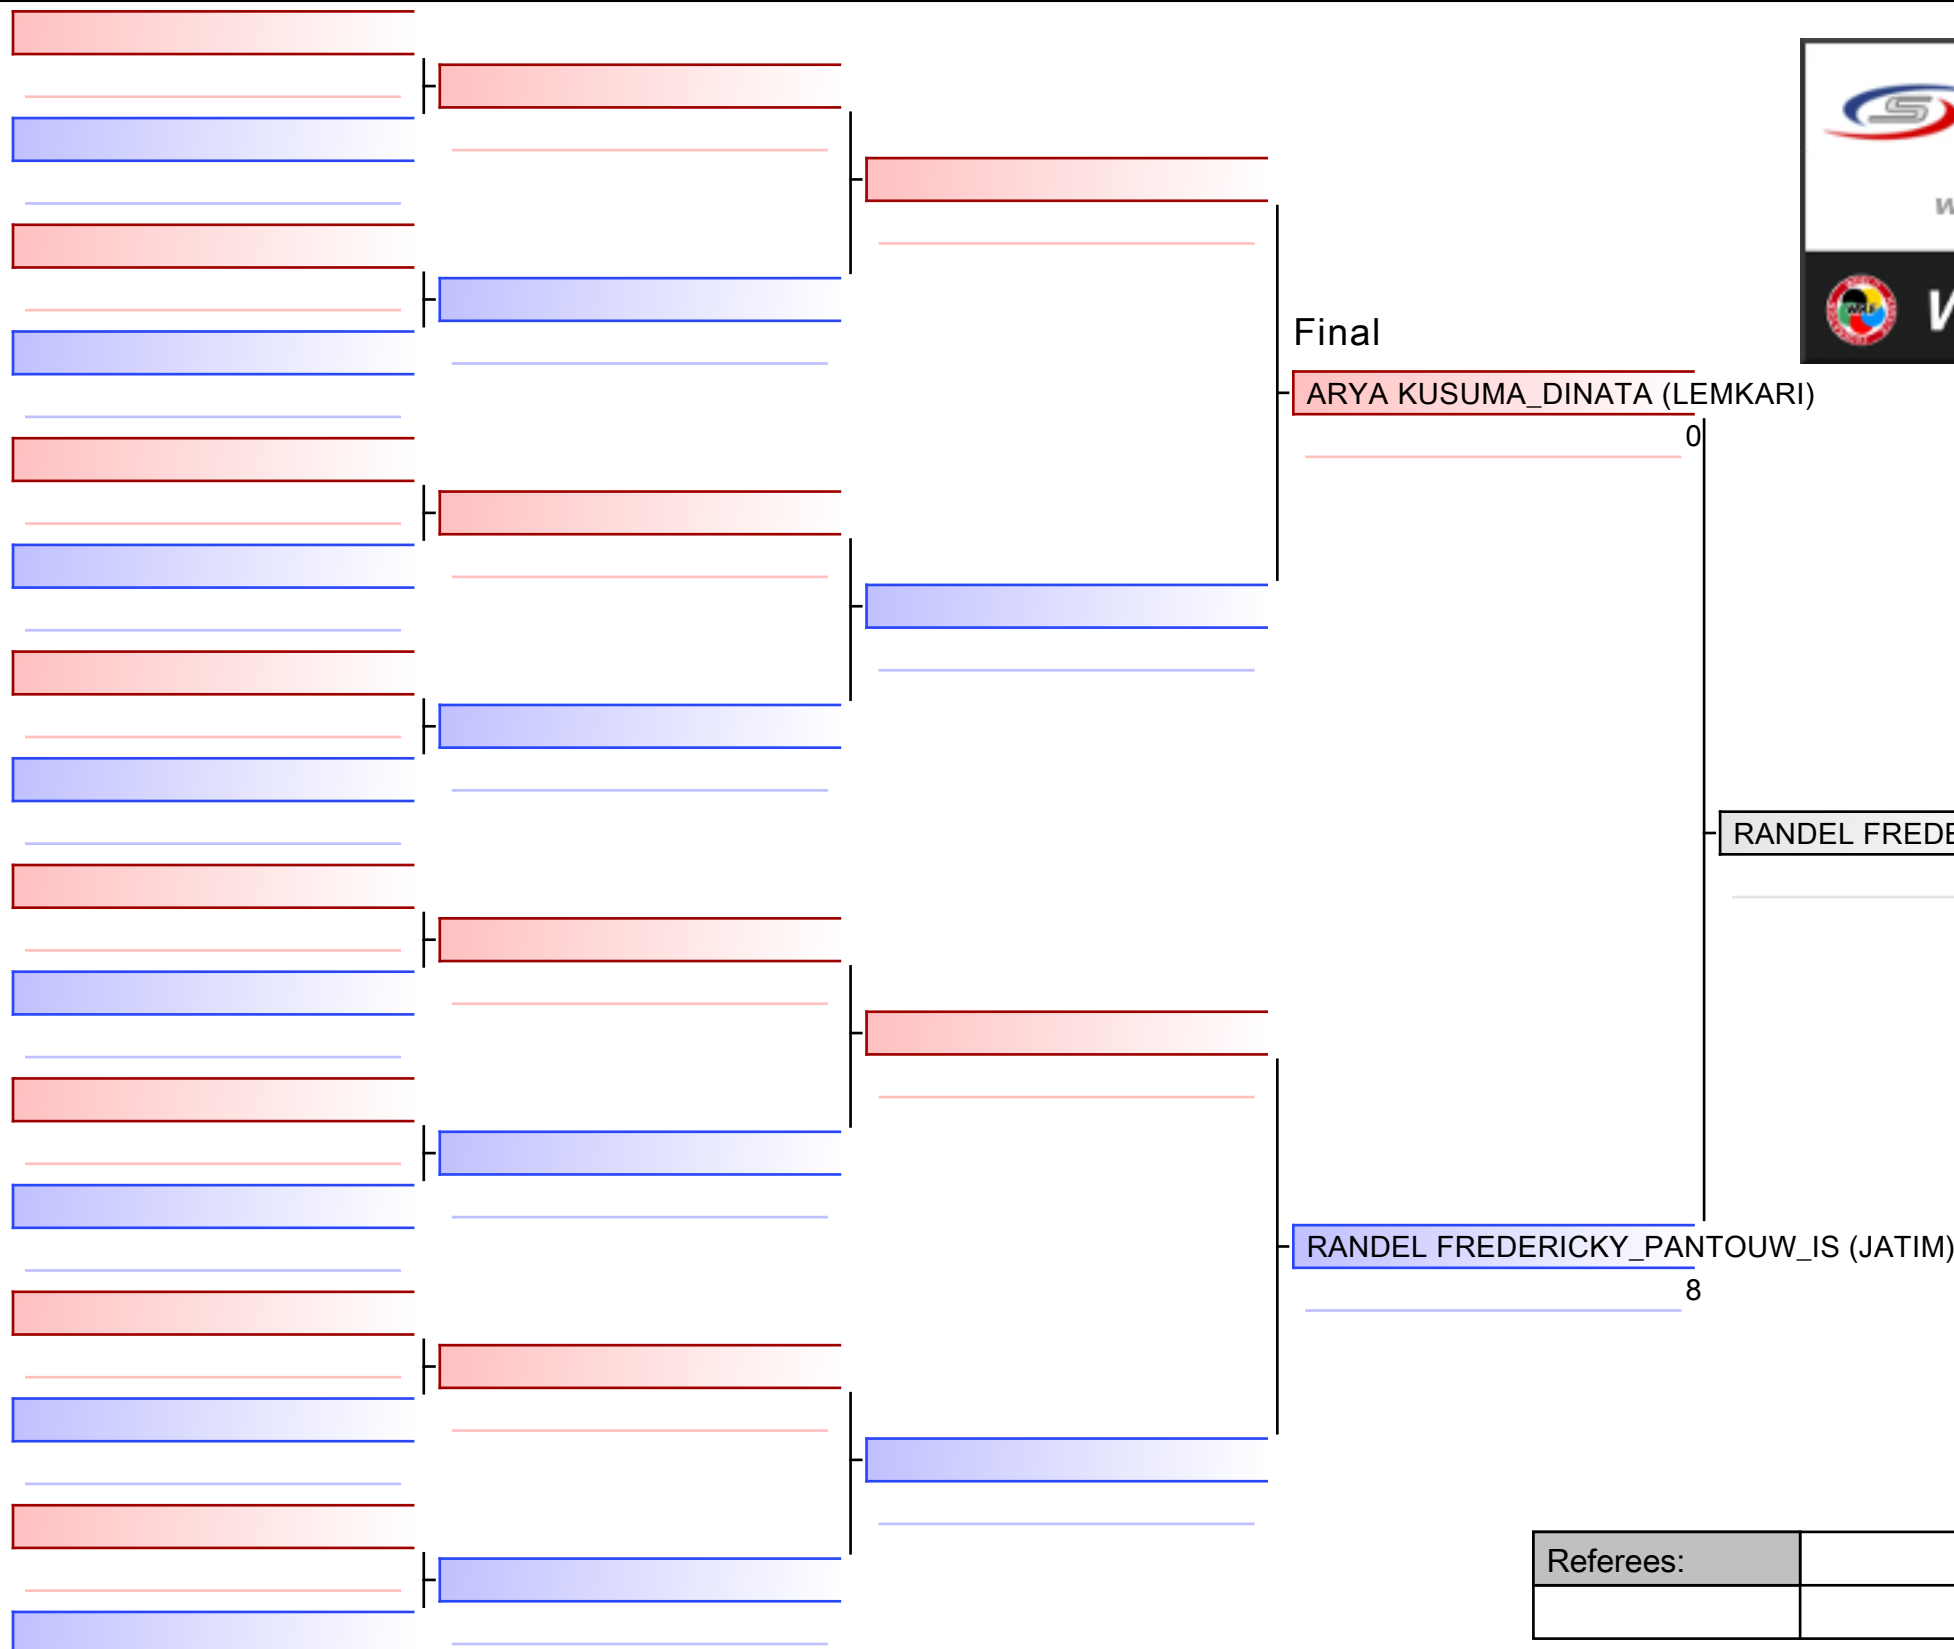 Final
ARYA KUSUMA_DINATA (LEMKARI)
0
RANDEL FREDE
RANDEL FREDERICKY_PANTOUW_IS (JATIM)
8
Referees: